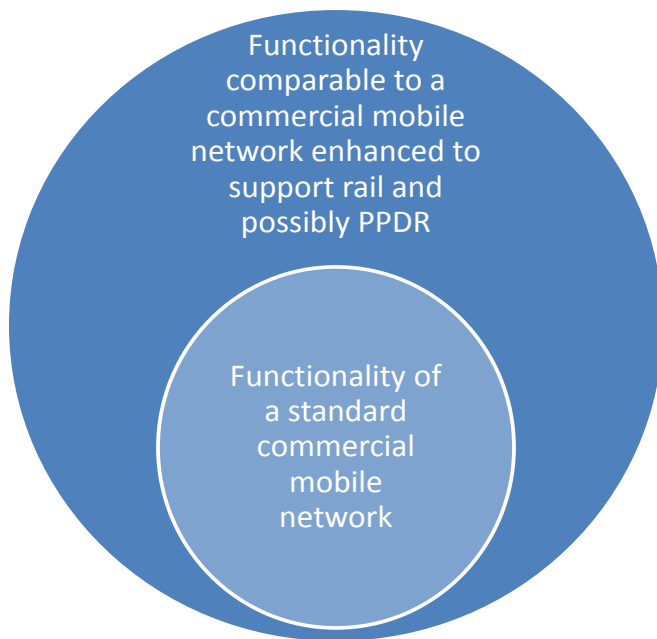 Functionality
comparable to a
commercial mobile
network enhanced to
support rail and
possibly PPDR
Functionality of
a standard
commercial
mobile
network